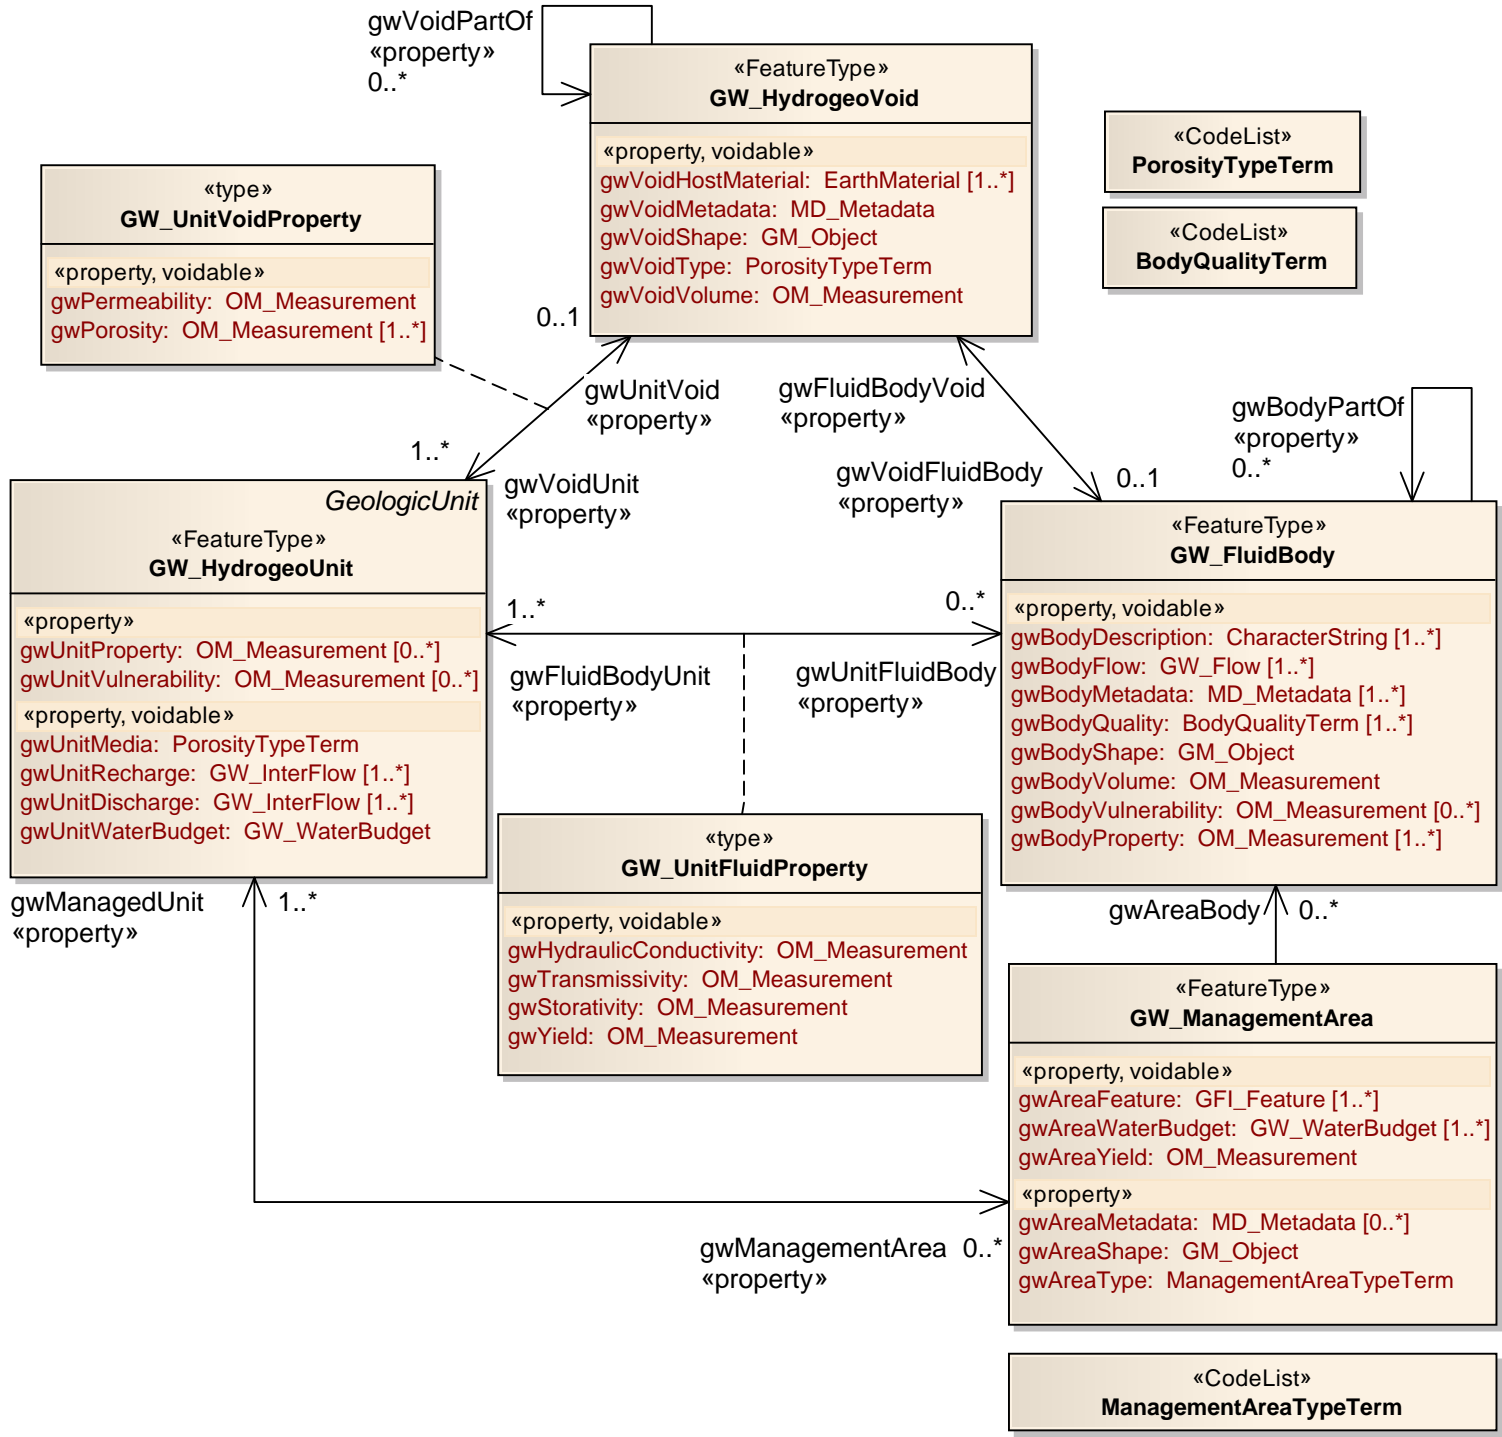 gwVoidPartOf
«property»
0..*
«FeatureType»
GW_HydrogeoVoid
«property, voidable»
gwVoidHostMaterial: EarthMaterial [1..*]
gwVoidMetadata: MD_Metadata
gwVoidShape: GM_Object
gwVoidType: PorosityTypeTerm
gwVoidVolume: OM_Measurement
«CodeList»
PorosityTypeTerm
«CodeList»
BodyQualityTerm
«type»
GW_UnitVoidProperty
«property, voidable»
gwPermeability: OM_Measurement
gwPorosity: OM_Measurement [1..*]
0..1
gwUnitVoid
«property»
gwFluidBodyVoid
«property»
gwBodyPartOf
«property»
0..*
1..*
gwVoidUnit
«property»
gwVoidFluidBody
«property»
0..1
GeologicUnit
«FeatureType»
GW_HydrogeoUnit
«property»
gwUnitProperty: OM_Measurement [0..*]
gwUnitVulnerability: OM_Measurement [0..*]
«property, voidable»
gwUnitMedia: PorosityTypeTerm
gwUnitRecharge: GW_InterFlow [1..*]
gwUnitDischarge: GW_InterFlow [1..*]
gwUnitWaterBudget: GW_WaterBudget
1..*
gwFluidBodyUnit
«property»
0..*
gwUnitFluidBody
«property»
«FeatureType»
GW_FluidBody
«property, voidable»
gwBodyDescription: CharacterString [1..*]
gwBodyFlow: GW_Flow [1..*]
gwBodyMetadata: MD_Metadata [1..*]
gwBodyQuality: BodyQualityTerm [1..*]
gwBodyShape: GM_Object
gwBodyVolume: OM_Measurement
gwBodyVulnerability: OM_Measurement [0..*]
gwBodyProperty: OM_Measurement [1..*]
«type»
GW_UnitFluidProperty
«property, voidable»
gwHydraulicConductivity: OM_Measurement
gwTransmissivity: OM_Measurement
gwStorativity: OM_Measurement
gwYield: OM_Measurement
gwManagedUnit
«property»
1..*
gwAreaBody
0..*
«FeatureType»
GW_ManagementArea
«property, voidable»
gwAreaFeature: GFI_Feature [1..*]
gwAreaWaterBudget: GW_WaterBudget [1..*]
gwAreaYield: OM_Measurement
«property»
gwAreaMetadata: MD_Metadata [0..*]
gwAreaShape: GM_Object
gwAreaType: ManagementAreaTypeTerm
gwManagementArea 0..*
«property»
«CodeList»
ManagementAreaTypeTerm